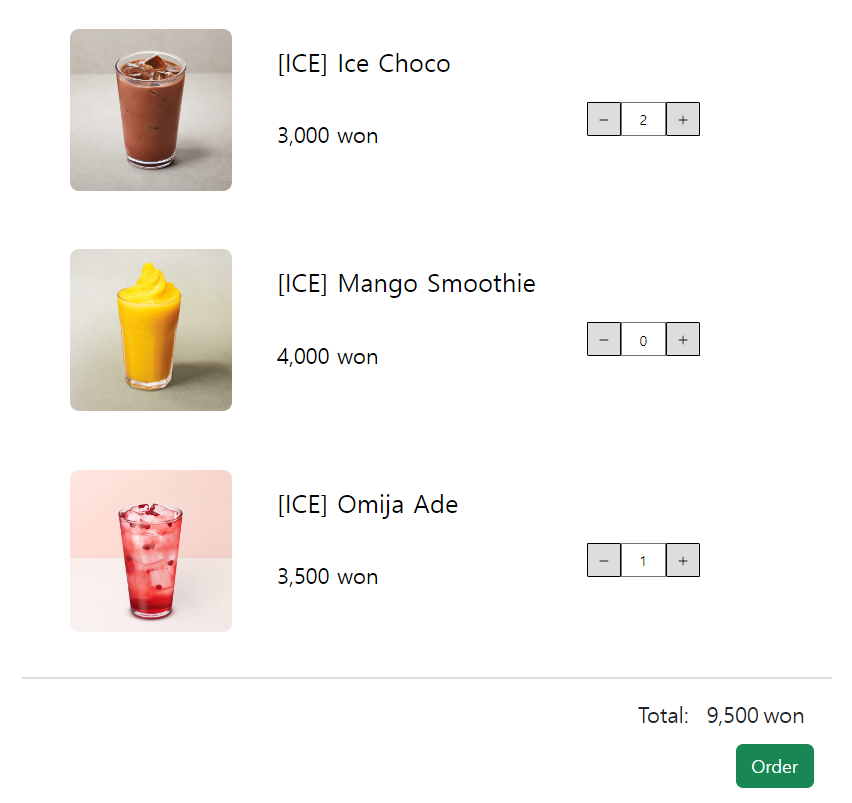 [ICE] Ice Choco
3,000 won
− 2 +
[ICE] Mango Smoothie
4,000 won
− 0 +
[ICE] Omija Ade
3,500 won
− 1 +
Total: 9,500 won
Order